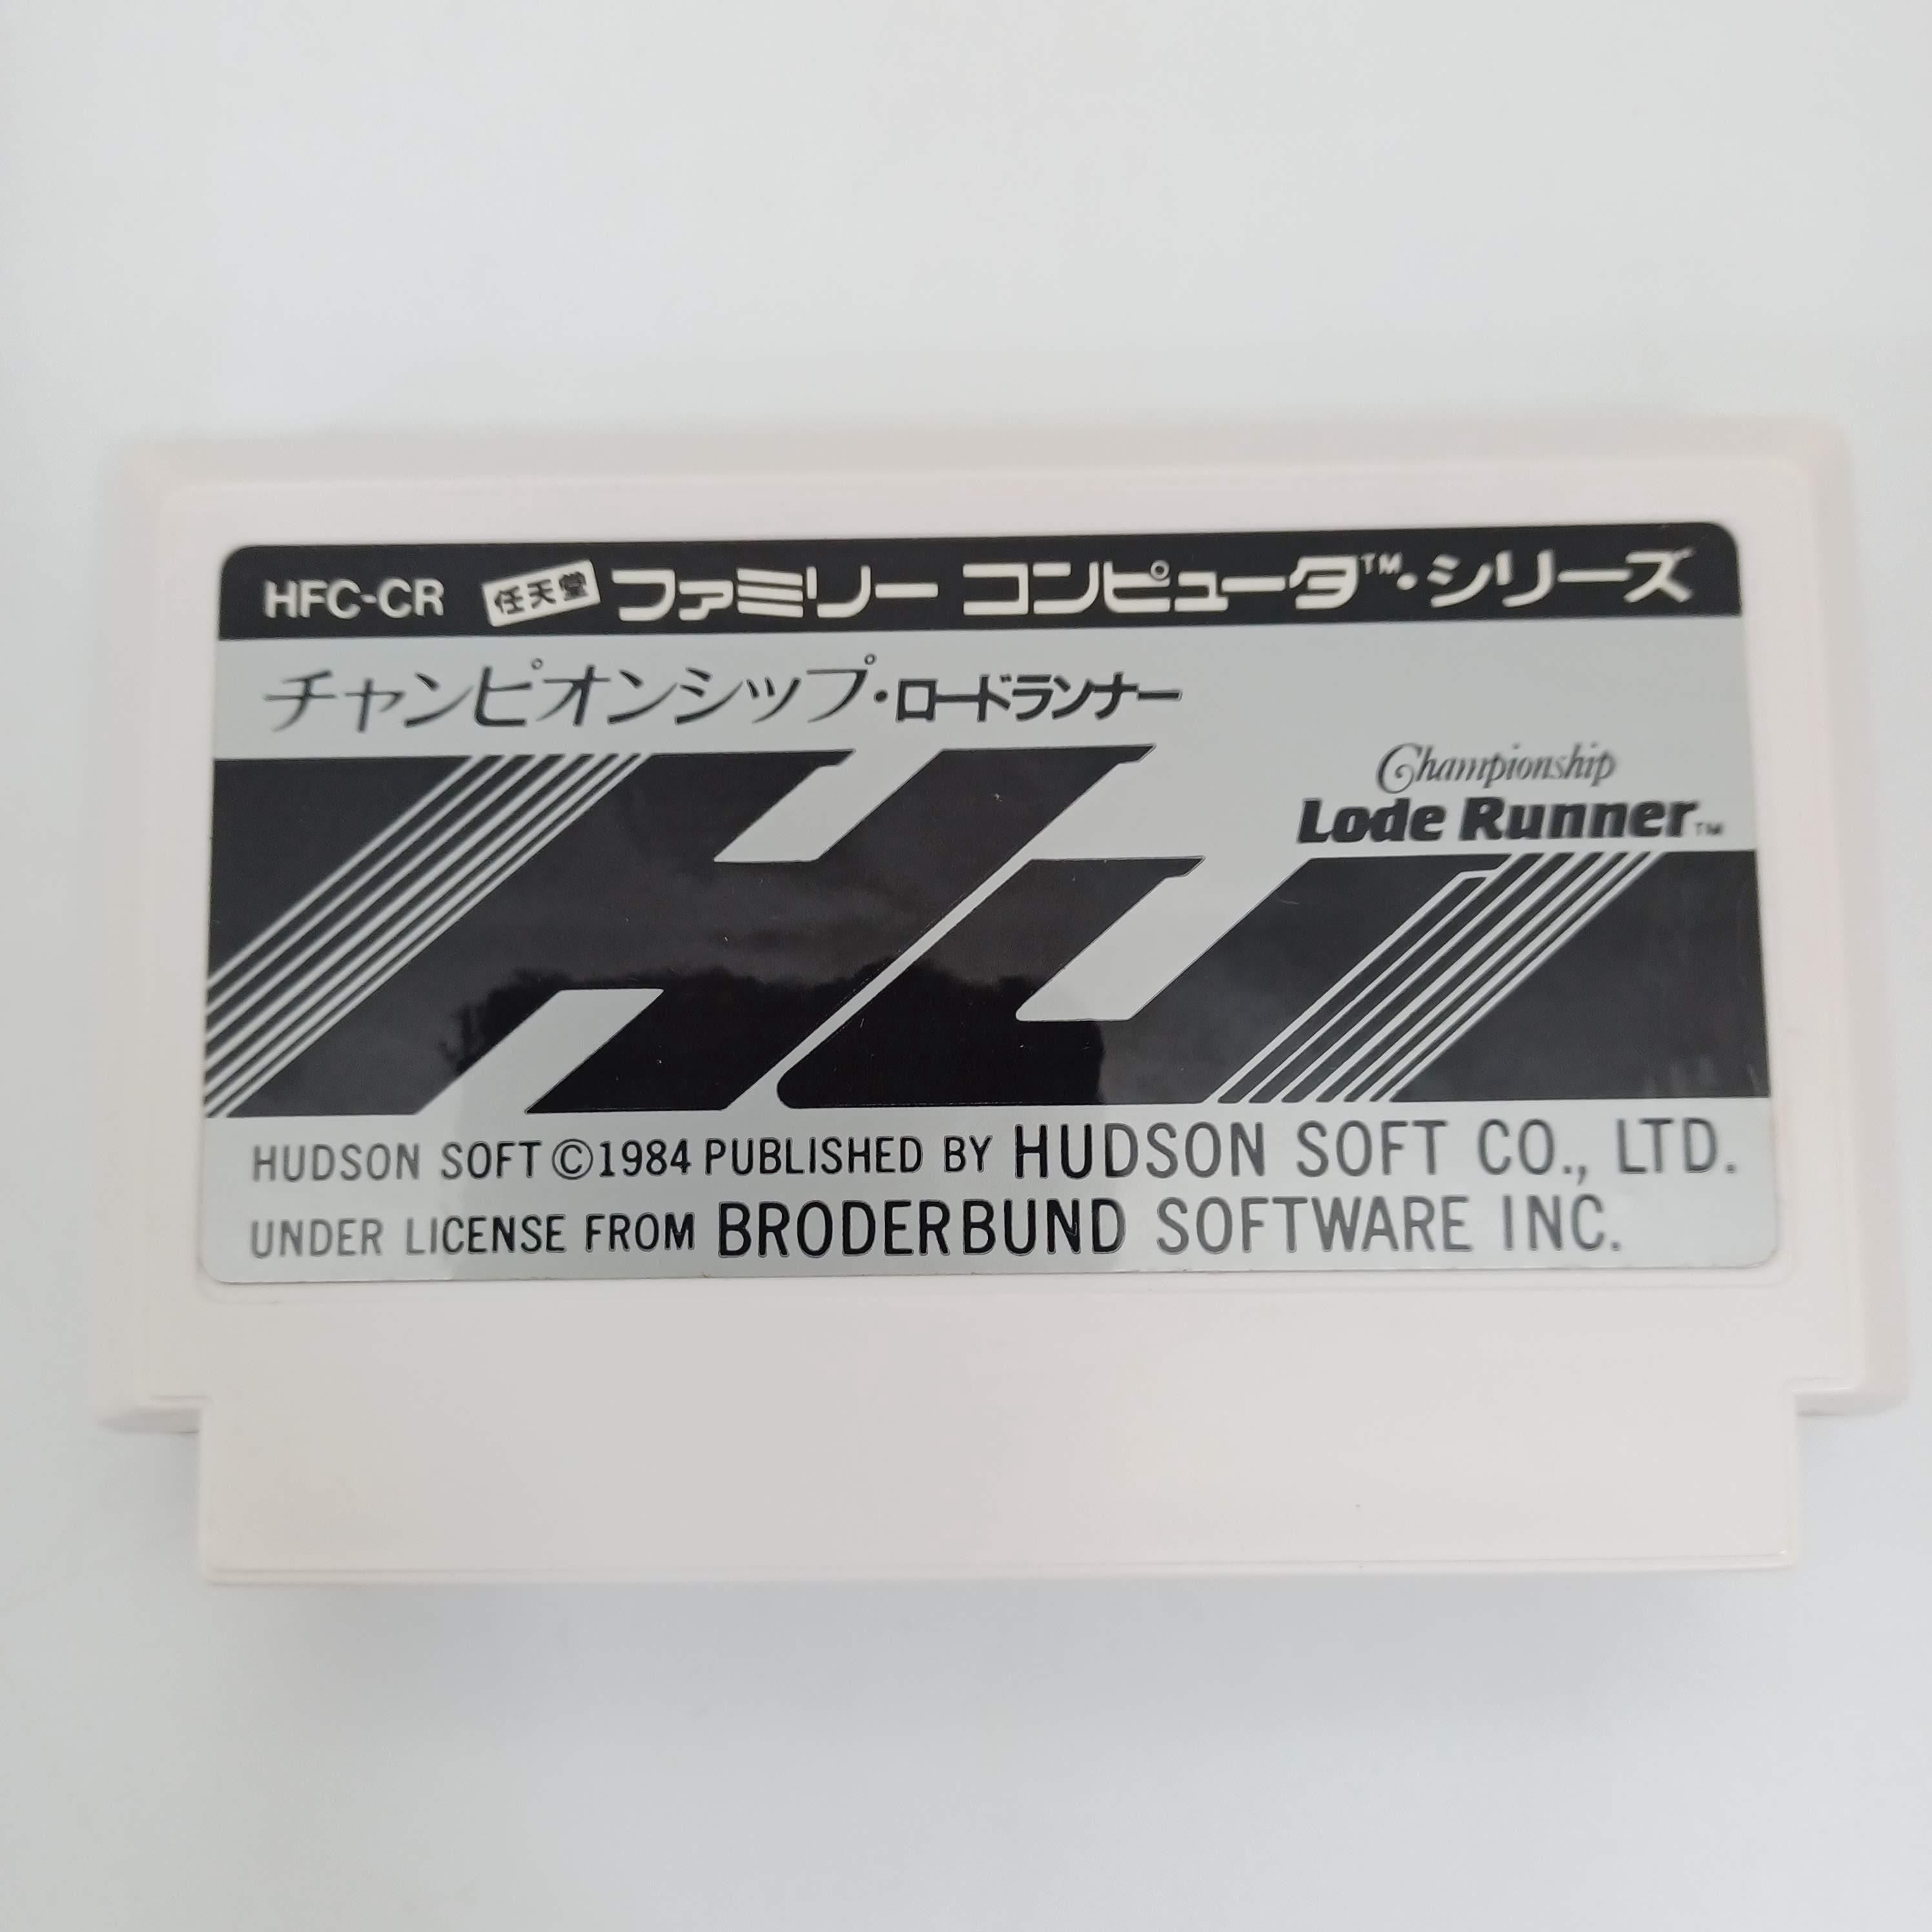 HFC-CR 任天堂 ファミリー コンピュータ™・シリーズ
チャンピオンシップ・ロードランナー
Championship
Lode Runner™
HUDSON SOFT ©1984 PUBLISHED BY HUDSON SOFT CO., LTD.
UNDER LICENSE FROM BRODERBUND SOFTWARE INC.